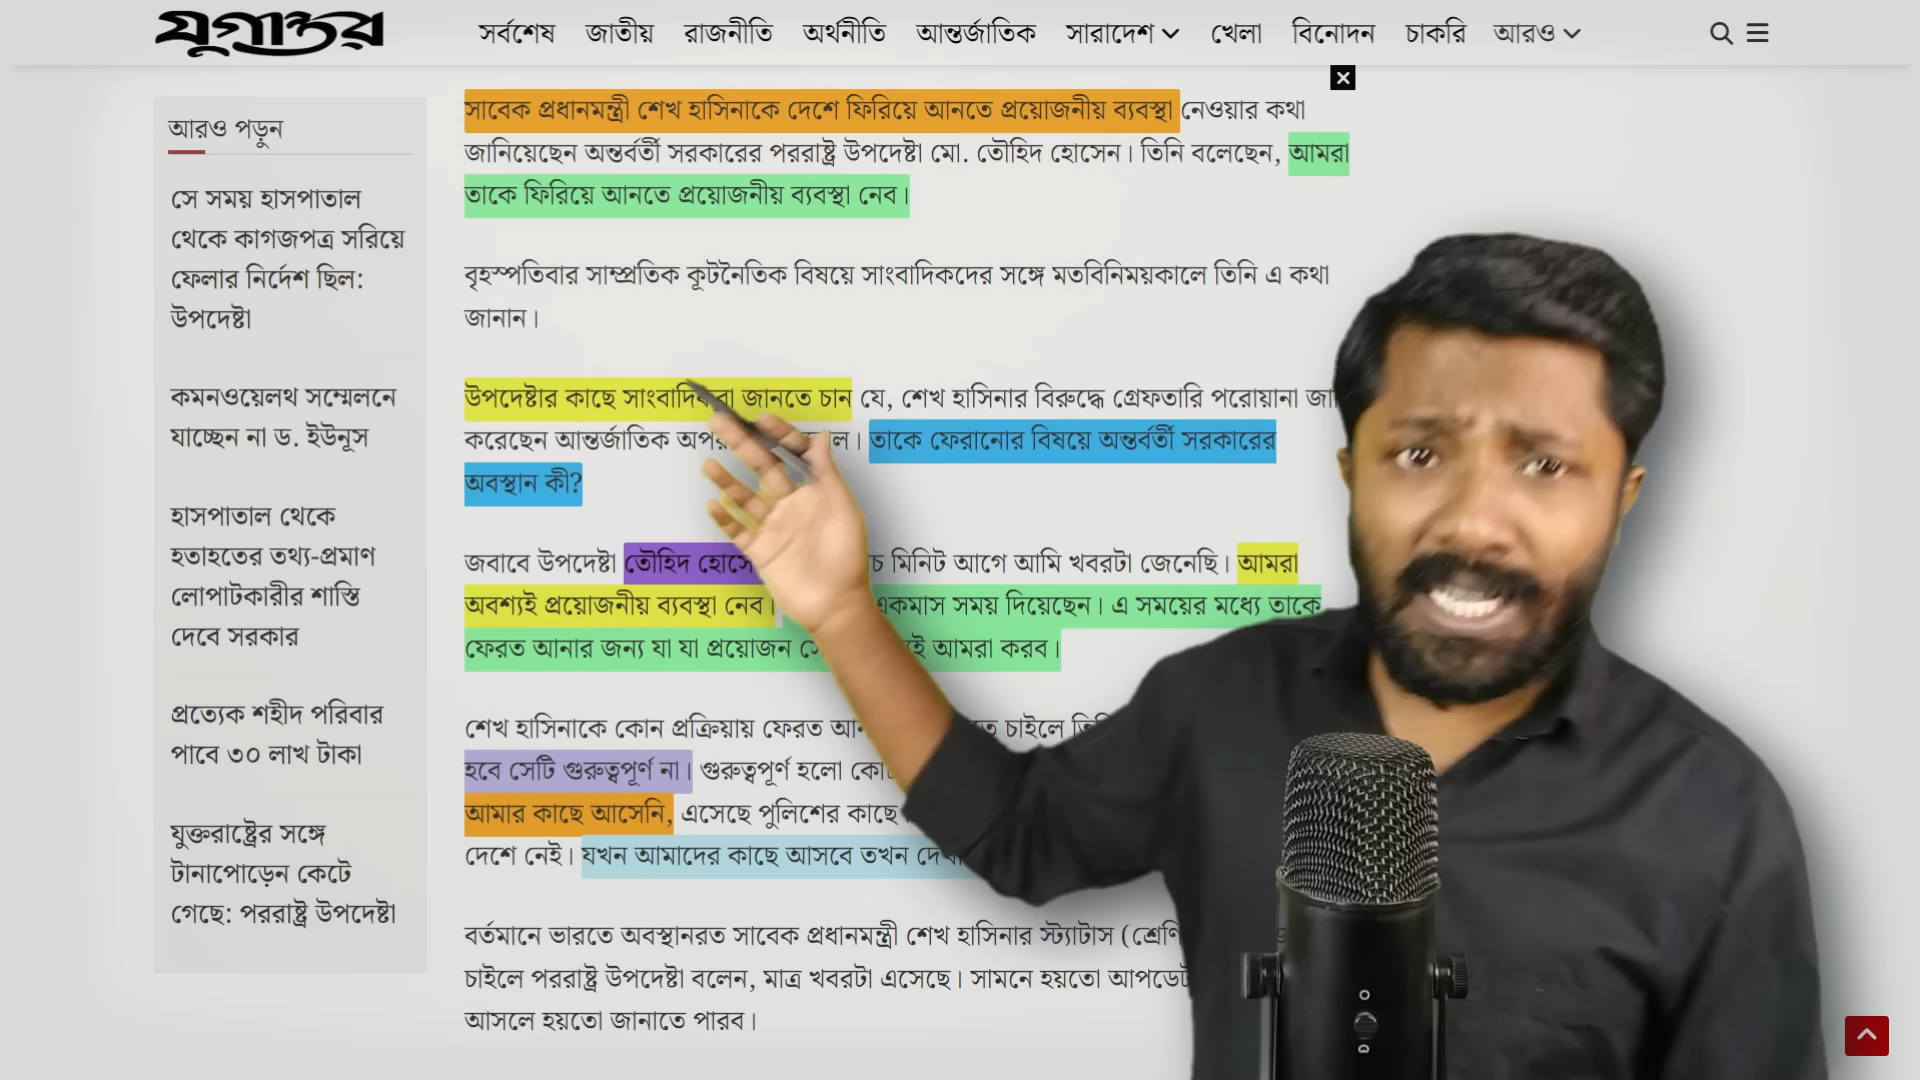 যুগান্তর
সর্বশেষ জাতীয় রাজনীতি অর্থনীতি আন্তর্জাতিক সারাদেশ খেলা বিনোদন চাকরি আরও
আরও পড়ুন
সে সময় হাসপাতাল
থেকে কাগজপত্র সরিয়ে
ফেলার নির্দেশ ছিল:
উপদেষ্টা
কমনওয়েলথ সম্মেলনে
যাচ্ছেন না ড. ইউনূস
হাসপাতাল থেকে
হতাহতের তথ্য-প্রমাণ
লোপাটকারীর শাস্তি
দেবে সরকার
প্রত্যেক শহীদ পরিবার
পাবে ৩০ লাখ টাকা
যুক্তরাষ্ট্রের সঙ্গে
টানাপোড়েন কেটে
গেছে: পররাষ্ট্র উপদেষ্টা
সাবেক প্রধানমন্ত্রী শেখ হাসিনাকে দেশে ফিরিয়ে আনতে প্রয়োজনীয় ব্যবস্থা নেওয়ার কথা
জানিয়েছেন অন্তর্বর্তী সরকারের পররাষ্ট্র উপদেষ্টা মো. তৌহিদ হোসেন। তিনি বলেছেন, আমরা
তাকে ফিরিয়ে আনতে প্রয়োজনীয় ব্যবস্থা নেব।
বৃহস্পতিবার সাম্প্রতিক কূটনৈতিক বিষয়ে সাংবাদিকদের সঙ্গে মতবিনিময়কালে তিনি এ কথা
জানান।
উপদেষ্টার কাছে সাংবাদিকরা জানতে চান যে, শেখ হাসিনার বিরুদ্ধে গ্রেফতারি পরোয়ানা
করেছেন আন্তর্জাতিক তাকে ফেরানোর বিষয়ে অন্তর্বর্তী সরকারের
অবস্থান কী?
জবাবে উপদেষ্টা তৌহিদ মিনিট আগে আমি খবরটা জেনেছি। আমরা
অবশ্যই প্রয়োজনীয় ব্যবস্থা নেব। একমাস সময় দিয়েছেন। এ সময়ের মধ্যে তাকে
ফেরত আনার জন্য যা যা প্রয়োজন আমরা করব।
শেখ হাসিনাকে কোন প্রক্রিয়ায় ফেরত চাইলে
হবে সেটি গুরুত্বপূর্ণ না। গুরুত্বপূর্ণ হলো
আমার কাছে আসেনি, এসেছে পুলিশের কাছে
দেশে নেই। যখন আমাদের কাছে আসবে তখন
বর্তমানে ভারতে অবস্থানরত সাবেক প্রধানমন্ত্রী শেখ হাসিনার স্ট্যাটাস
চাইলে পররাষ্ট্র উপদেষ্টা বলেন, মাত্র খবরটা এসেছে। সামনে হয়তো আপডেট
আসলে হয়তো জানাতে পারব।